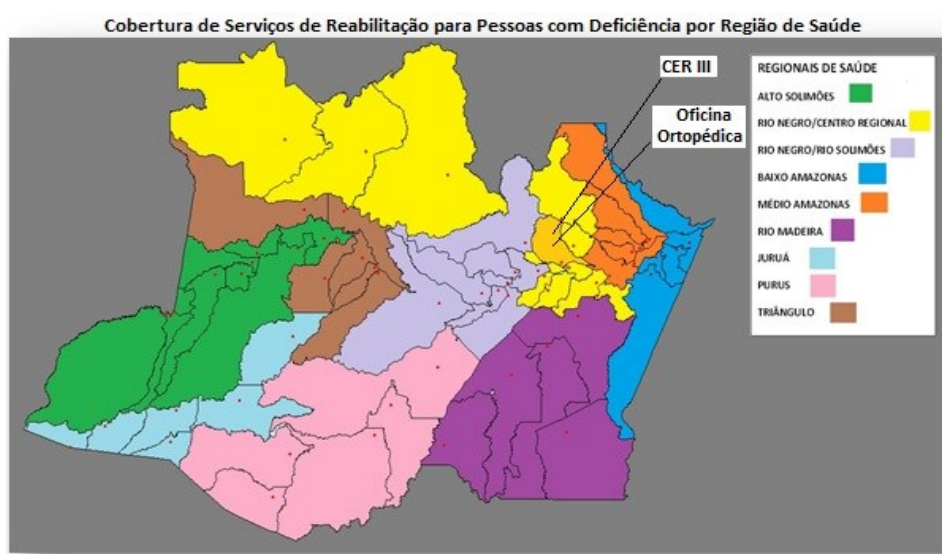 Cobertura de Serviços de Reabilitação para Pessoas com Deficiência por Região de Saúde
CER III
Oficina
Ortopédica
REGIONAIS DE SAÚDE
ALTO SOLIMÕES
RIO NEGRO/CENTRO REGIONAL
RIO NEGRO/RIO SOLIMÕES
BAIXO AMAZONAS
MÉDIO AMAZONAS
RIO MADEIRA
JURUÁ
PURUS
TRIÂNGULO